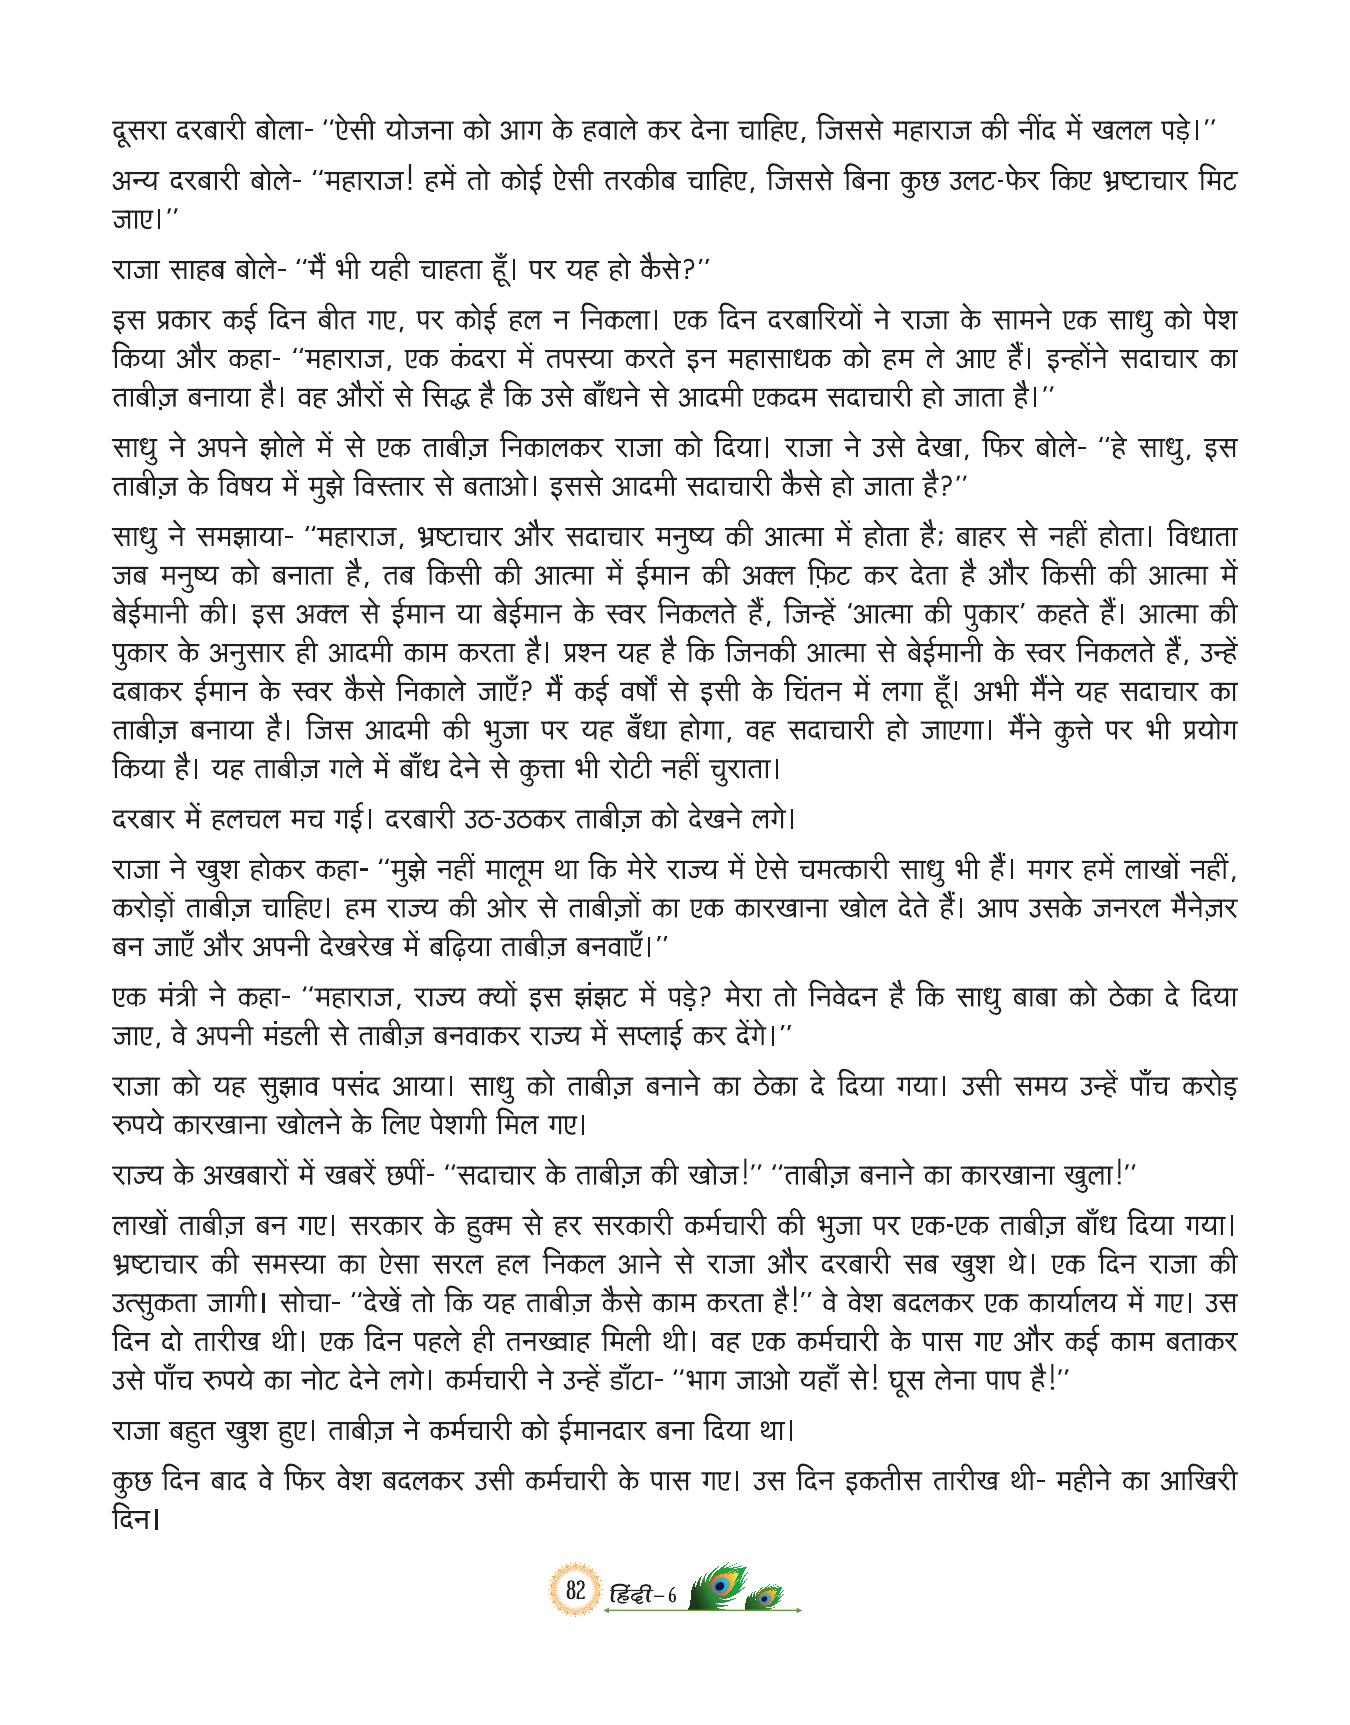 दूसरा दरबारी बोला- ‘‘ऐसी योजना को आग के हवाले कर देना चाहिए, जिससे महाराज की नींद में खलल पड़े।’’
अन्य दरबारी बोले- ‘‘महाराज! हमें तो कोई ऐसी तरकीब चाहिए, जिससे बिना कुछ उलट-फेर किए भ्रष्टाचार मिट
जाए।’’
राजा साहब बोले- ‘‘मैं भी यही चाहता हूँ। पर यह हो कैसे?’’
इस प्रकार कई दिन बीत गए, पर कोई हल न निकला। एक दिन दरबारियों ने राजा के सामने एक साधु को पेश
किया और कहा- ‘‘महाराज, एक कंदरा में तपस्या करते इन महासाधक को हम ले आए हैं। इन्होंने सदाचार का
ताबीज़ बनाया है। वह औरों से सिद्ध है कि उसे बाँधने से आदमी एकदम सदाचारी हो जाता है।’’
साधु ने अपने झोले में से एक ताबीज़ निकालकर राजा को दिया। राजा ने उसे देखा, फिर बोले- ‘‘हे साधु, इस
ताबीज़ के विषय में मुझे विस्तार से बताओ। इससे आदमी सदाचारी कैसे हो जाता है?’’
साधु ने समझाया- ‘‘महाराज, भ्रष्टाचार और सदाचार मनुष्य की आत्मा में होता है; बाहर से नहीं होता। विधाता
जब मनुष्य को बनाता है, तब किसी की आत्मा में ईमान की अक्ल फ़िट कर देता है और किसी की आत्मा में
बेईमानी की। इस अक्ल से ईमान या बेईमान के स्वर निकलते हैं, जिन्हें ‘आत्मा की पुकार’ कहते हैं। आत्मा की
पुकार के अनुसार ही आदमी काम करता है। प्रश्न यह है कि जिनकी आत्मा से बेईमानी के स्वर निकलते हैं, उन्हें
दबाकर ईमान के स्वर कैसे निकाले जाएँ? मैं कई वर्षों से इसी के चिंतन में लगा हूँ। अभी मैंने यह सदाचार का
ताबीज़ बनाया है। जिस आदमी की भुजा पर यह बँधा होगा, वह सदाचारी हो जाएगा। मैंने कुत्ते पर भी प्रयोग
किया है। यह ताबीज़ गले में बाँध देने से कुत्ता भी रोटी नहीं चुराता।
दरबार में हलचल मच गई। दरबारी उठ-उठकर ताबीज़ को देखने लगे।
राजा ने खुश होकर कहा- ‘‘मुझे नहीं मालूम था कि मेरे राज्य में ऐसे चमत्कारी साधु भी हैं। मगर हमें लाखों नहीं,
करोड़ों ताबीज़ चाहिए। हम राज्य की ओर से ताबीज़ों का एक कारखाना खोल देते हैं। आप उसके जनरल मैनेज़र
बन जाएँ और अपनी देखरेख में बढ़िया ताबीज़ बनवाएँ।’’
एक मंत्री ने कहा- ‘‘महाराज, राज्य क्यों इस झंझट में पड़े? मेरा तो निवेदन है कि साधु बाबा को ठेका दे दिया
जाए, वे अपनी मंडली से ताबीज़ बनवाकर राज्य में सप्लाई कर देंगे।’’
राजा को यह सुझाव पसंद आया। साधु को ताबीज़ बनाने का ठेका दे दिया गया। उसी समय उन्हें पाँच करोड़
रुपये कारखाना खोलने के लिए पेशगी मिल गए।
राज्य के अखबारों में खबरें छपीं- ‘‘सदाचार के ताबीज़ की खोज!’’ ‘‘ताबीज़ बनाने का कारखाना खुला!’’
लाखों ताबीज़ बन गए। सरकार के हुक्म से हर सरकारी कर्मचारी की भुजा पर एक-एक ताबीज़ बाँध दिया गया।
भ्रष्टाचार की समस्या का ऐसा सरल हल निकल आने से राजा और दरबारी सब खुश थे। एक दिन राजा की
उत्सुकता जागी। सोचा- ‘‘देखें तो कि यह ताबीज़ कैसे काम करता है!’’ वे वेश बदलकर एक कार्यालय में गए। उस
दिन दो तारीख थी। एक दिन पहले ही तनख्वाह मिली थी। वह एक कर्मचारी के पास गए और कई काम बताकर
उसे पाँच रुपये का नोट देने लगे। कर्मचारी ने उन्हें डाँटा- ‘‘भाग जाओ यहाँ से! घूस लेना पाप है!’’
राजा बहुत खुश हुए। ताबीज़ ने कर्मचारी को ईमानदार बना दिया था।
कुछ दिन बाद वे फिर वेश बदलकर उसी कर्मचारी के पास गए। उस दिन इकतीस तारीख थी- महीने का आखिरी
दिन।
82 हिंदी–6